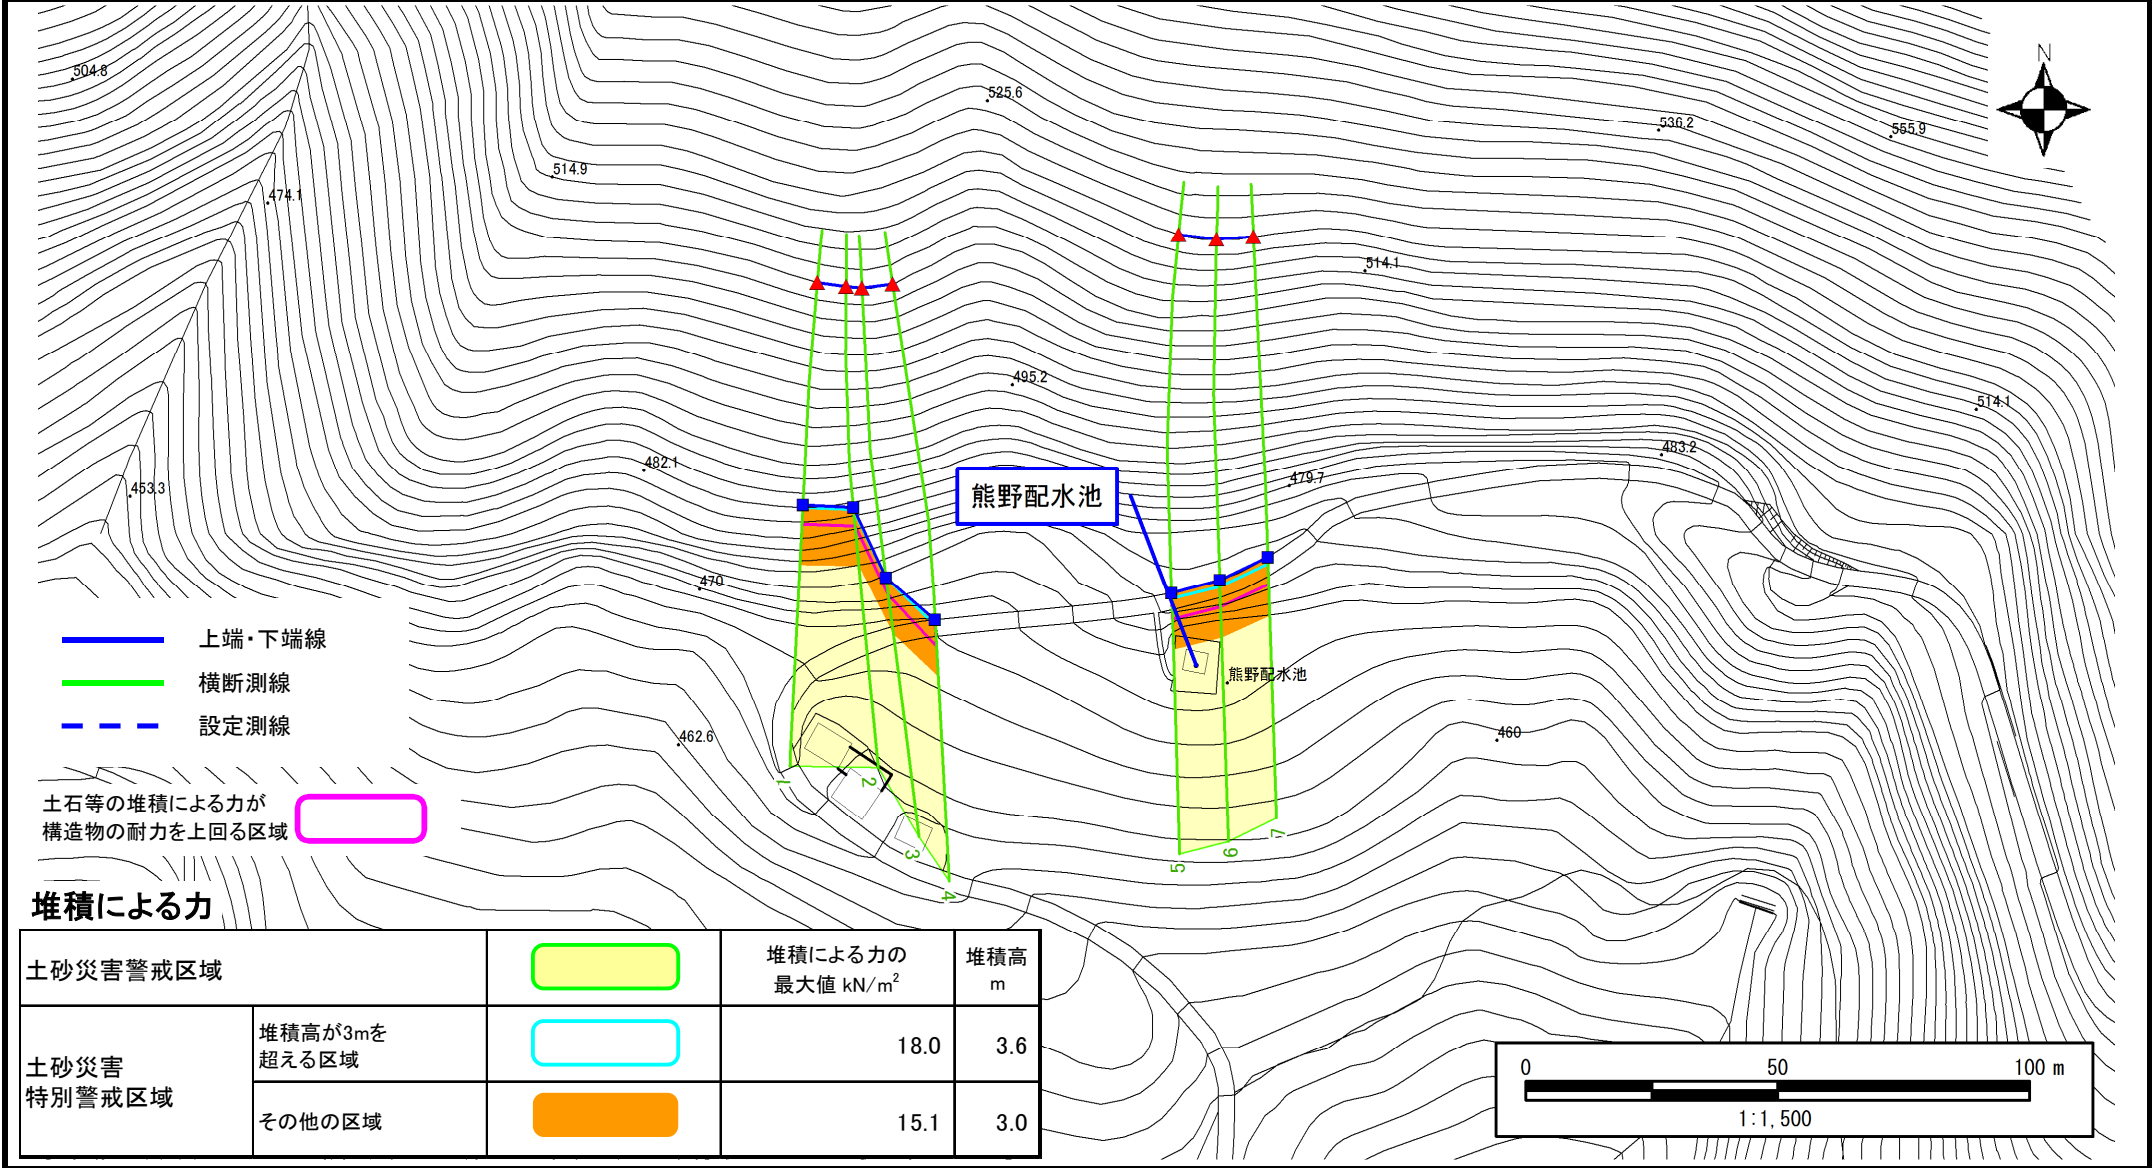 N
504.8
525.6
536.2
555.9
514.9
474.1
514.1
495.2
514.1
482.1
483.2
479.7
453.3
熊野配水池
470
熊野配水池
462.6
460
1
2
3
4
5
6
7
上端・下端線
横断測線
設定測線
土石等の堆積による力が
構造物の耐力を上回る区域
堆積による力
土砂災害警戒区域
堆積による力の
最大値 kN/m²
堆積高
m
土砂災害
特別警戒区域
堆積高が3mを
超える区域
18.0
3.6
その他の区域
15.1
3.0
0 50 100 m
1:1,500